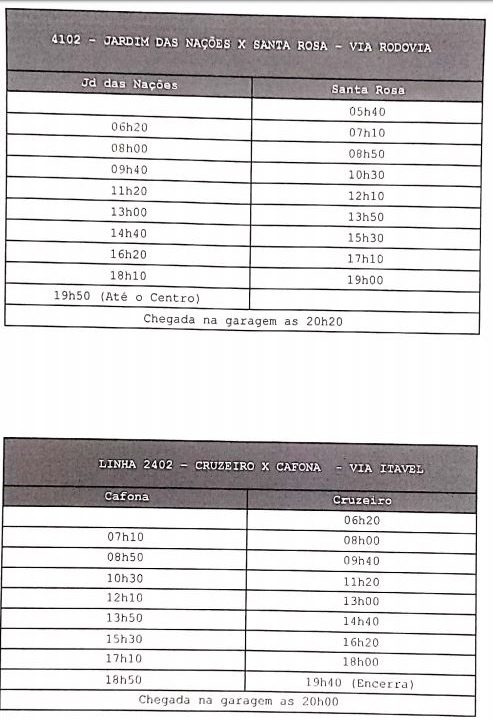 4102 - JARDIM DAS NAÇÕES X SANTA ROSA - VIA RODOVIA
Jd das Nações Santa Rosa
05h40
06h20 07h10
08h00 08h50
09h40 10h30
11h20 12h10
13h00 13h50
14h40 15h30
16h20 17h10
18h10 19h00
19h50 (Até o Centro)
Chegada na garagem as 20h20
LINHA 2402 - CRUZEIRO X CAFONA - VIA ITAVEL
Cafona Cruzeiro
06h20
07h10 08h00
08h50 09h40
10h30 11h20
12h10 13h00
13h50 14h40
15h30 16h20
17h10 18h00
18h50 19h40 (Encerra)
Chegada na garagem as 20h00